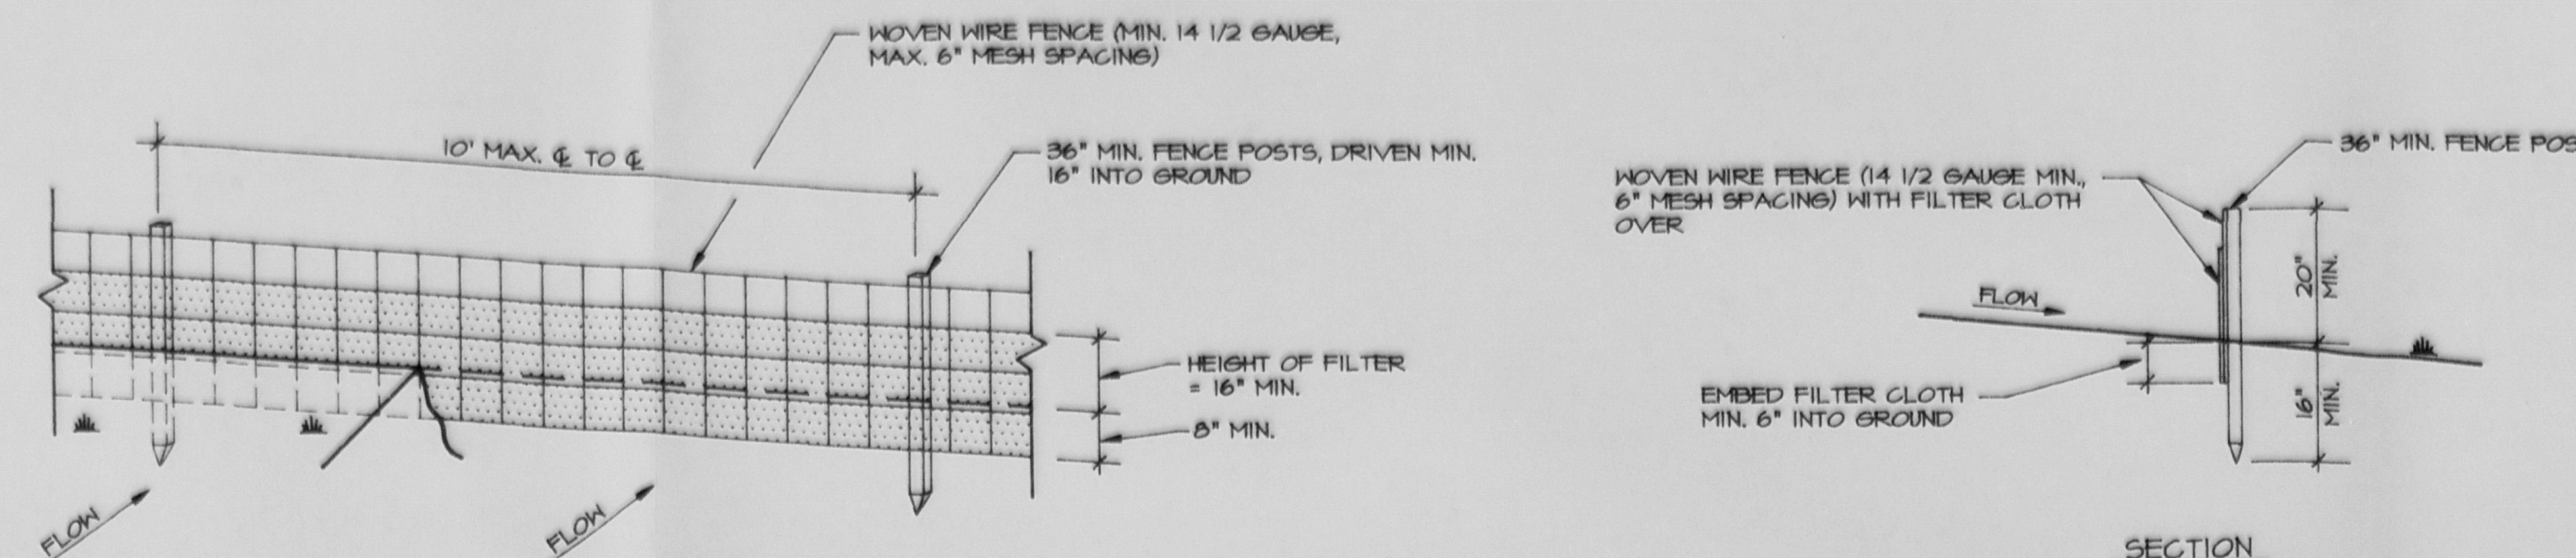 WOVEN WIRE FENCE (MIN. 14 1/2 GAUGE,
MAX. 6" MESH SPACING)
10' MAX. ℄ TO ℄
36" MIN. FENCE POSTS, DRIVEN MIN.
16" INTO GROUND
HEIGHT OF FILTER
= 16" MIN.
8" MIN.
FLOW
FLOW
36" MIN. FENCE POS
WOVEN WIRE FENCE (14 1/2 GAUGE MIN.,
6" MESH SPACING) WITH FILTER CLOTH
OVER
FLOW
20"
MIN.
EMBED FILTER CLOTH
MIN. 6" INTO GROUND
16"
MIN.
SECTION